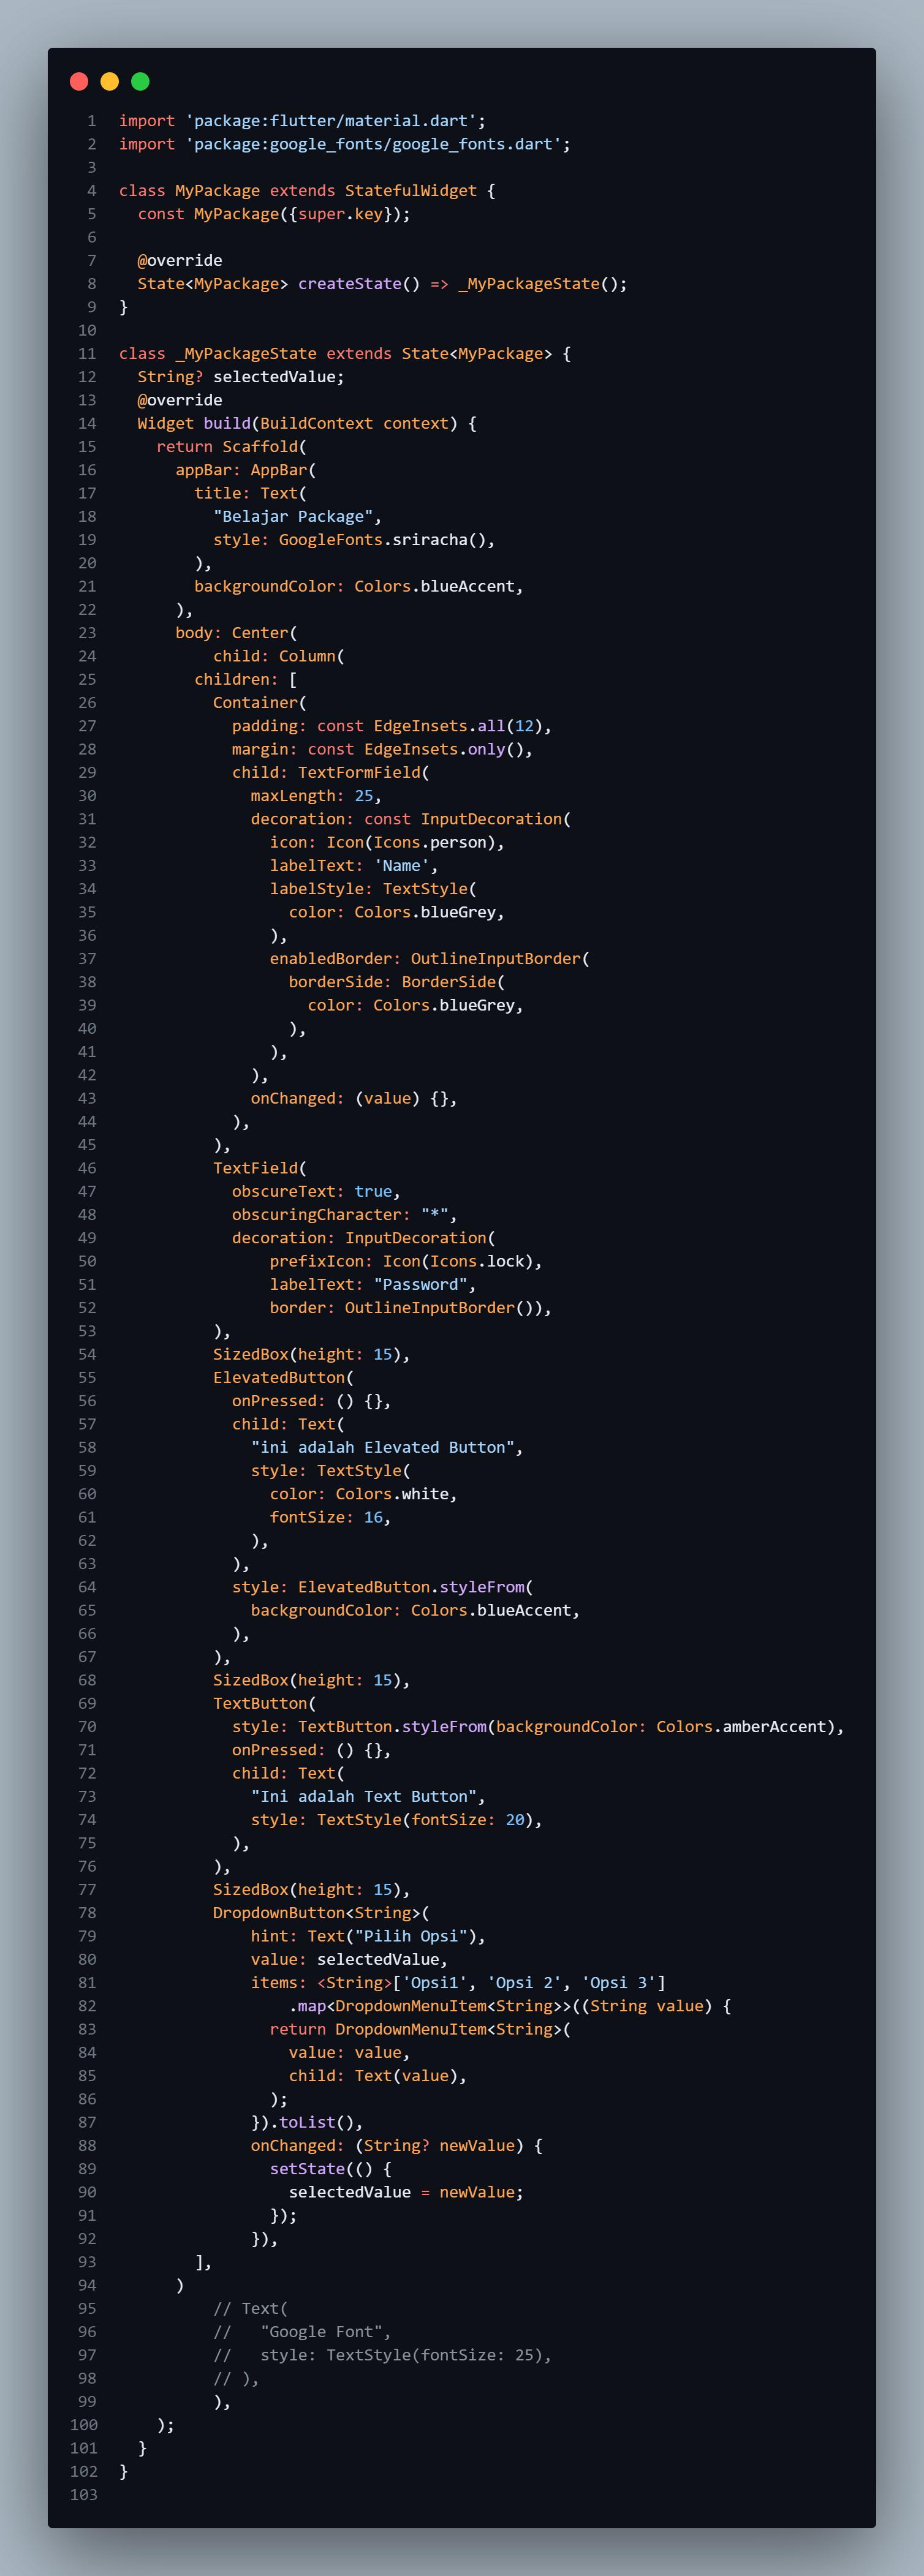 1 import 'package:flutter/material.dart';
2 import 'package:google_fonts/google_fonts.dart';
3
4 class MyPackage extends StatefulWidget {
5   const MyPackage({super.key});
6
7   @override
8   State<MyPackage> createState() => _MyPackageState();
9 }
10
11 class _MyPackageState extends State<MyPackage> {
12   String? selectedValue;
13   @override
14   Widget build(BuildContext context) {
15     return Scaffold(
16       appBar: AppBar(
17         title: Text(
18           "Belajar Package",
19           style: GoogleFonts.sriracha(),
20         ),
21         backgroundColor: Colors.blueAccent,
22       ),
23       body: Center(
24           child: Column(
25         children: [
26           Container(
27             padding: const EdgeInsets.all(12),
28             margin: const EdgeInsets.only(),
29             child: TextFormField(
30               maxLength: 25,
31               decoration: const InputDecoration(
32                 icon: Icon(Icons.person),
33                 labelText: 'Name',
34                 labelStyle: TextStyle(
35                   color: Colors.blueGrey,
36                 ),
37                 enabledBorder: OutlineInputBorder(
38                   borderSide: BorderSide(
39                     color: Colors.blueGrey,
40                   ),
41                 ),
42               ),
43               onChanged: (value) {},
44             ),
45           ),
46           TextField(
47             obscureText: true,
48             obscuringCharacter: "*",
49             decoration: InputDecoration(
50                 prefixIcon: Icon(Icons.lock),
51                 labelText: "Password",
52                 border: OutlineInputBorder()),
53           ),
54           SizedBox(height: 15),
55           ElevatedButton(
56             onPressed: () {},
57             child: Text(
58               "ini adalah Elevated Button",
59               style: TextStyle(
60                 color: Colors.white,
61                 fontSize: 16,
62               ),
63             ),
64             style: ElevatedButton.styleFrom(
65               backgroundColor: Colors.blueAccent,
66             ),
67           ),
68           SizedBox(height: 15),
69           TextButton(
70             style: TextButton.styleFrom(backgroundColor: Colors.amberAccent),
71             onPressed: () {},
72             child: Text(
73               "Ini adalah Text Button",
74               style: TextStyle(fontSize: 20),
75             ),
76           ),
77           SizedBox(height: 15),
78           DropdownButton<String>(
79               hint: Text("Pilih Opsi"),
80               value: selectedValue,
81               items: <String>['Opsi1', 'Opsi 2', 'Opsi 3']
82                   .map<DropdownMenuItem<String>>((String value) {
83                 return DropdownMenuItem<String>(
84                   value: value,
85                   child: Text(value),
86                 );
87               }).toList(),
88               onChanged: (String? newValue) {
89                 setState(() {
90                   selectedValue = newValue;
91                 });
92               }),
93         ],
94       )
95           // Text(
96           //   "Google Font",
97           //   style: TextStyle(fontSize: 25),
98           // ),
99           ),
100     );
101   }
102 }
103